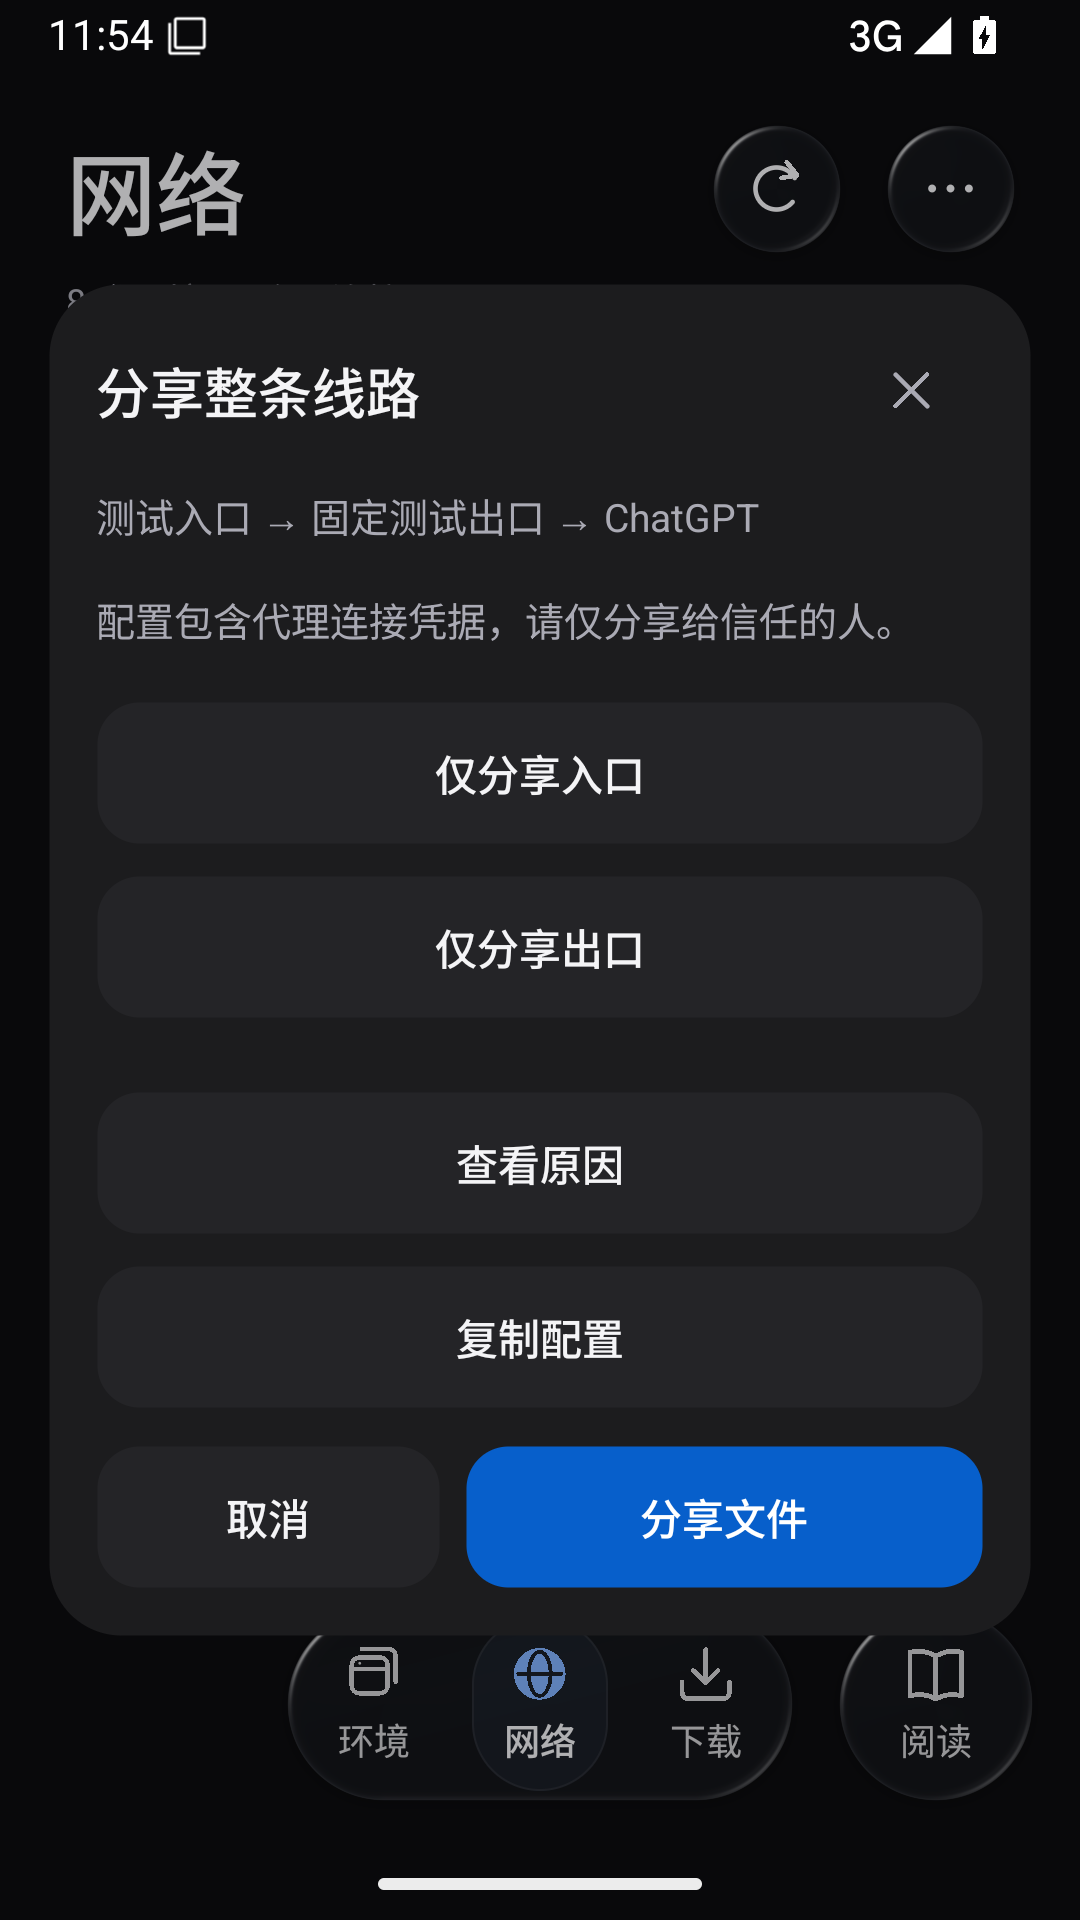 11:54
3G
网络
分享整条线路
测试入口 → 固定测试出口 → ChatGPT
配置包含代理连接凭据，请仅分享给信任的人。
仅分享入口
仅分享出口
查看原因
复制配置
取消
分享文件
环境
网络
下载
阅读